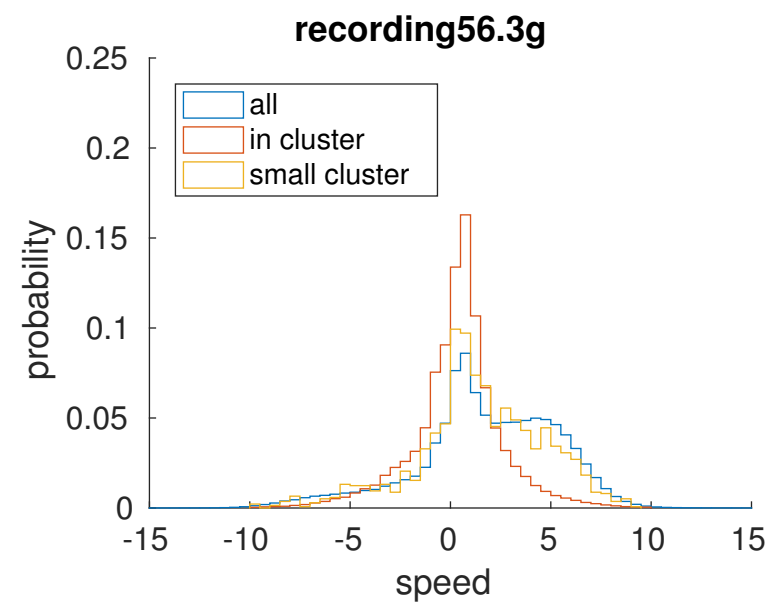 recording56.3g
0.25
0.2
0.15
0.1
0.05
0
probability
all
in cluster
small cluster
-15 -10 -5 0 5 10 15
speed